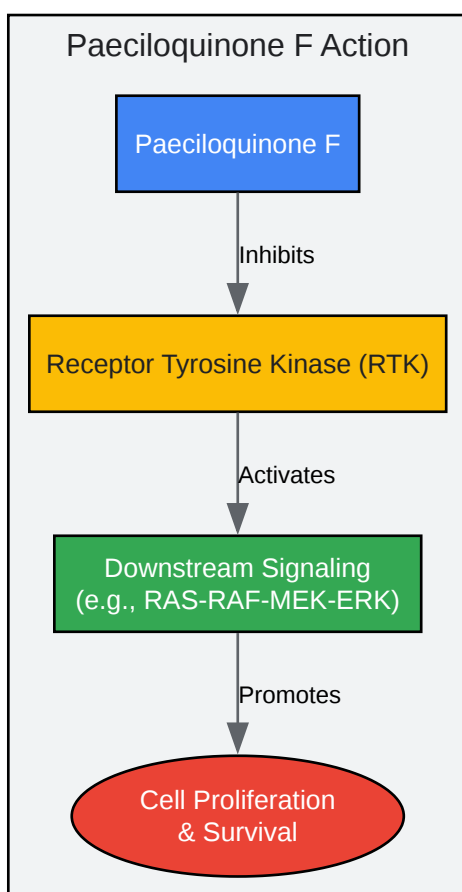 Paeciloquinone F Action
Paeciloquinone F
Inhibits
Receptor Tyrosine Kinase (RTK)
Activates
Downstream Signaling
(e.g., RAS-RAF-MEK-ERK)
Promotes
Cell Proliferation
& Survival